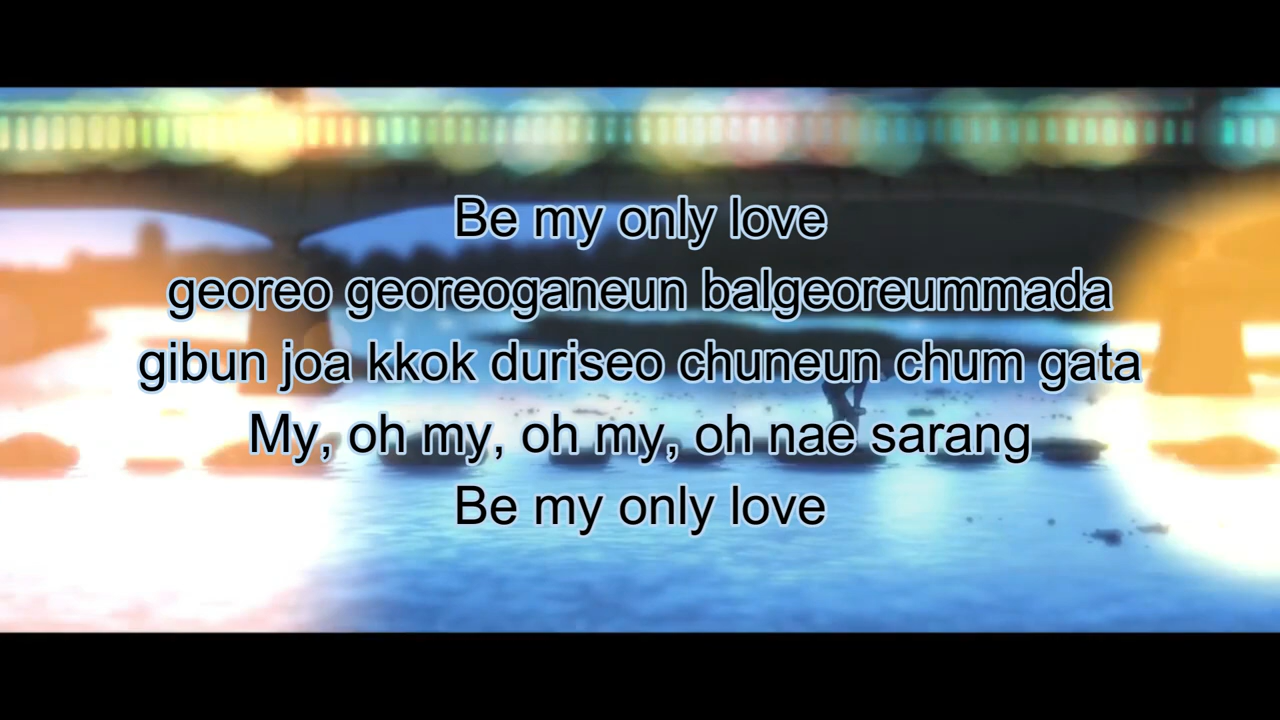 Be my only love
georeo georeoganeun balgeoreummada
gibun joa kkok duriseo chuneun chum gata
My, oh my, oh my, oh nae sarang
Be my only love